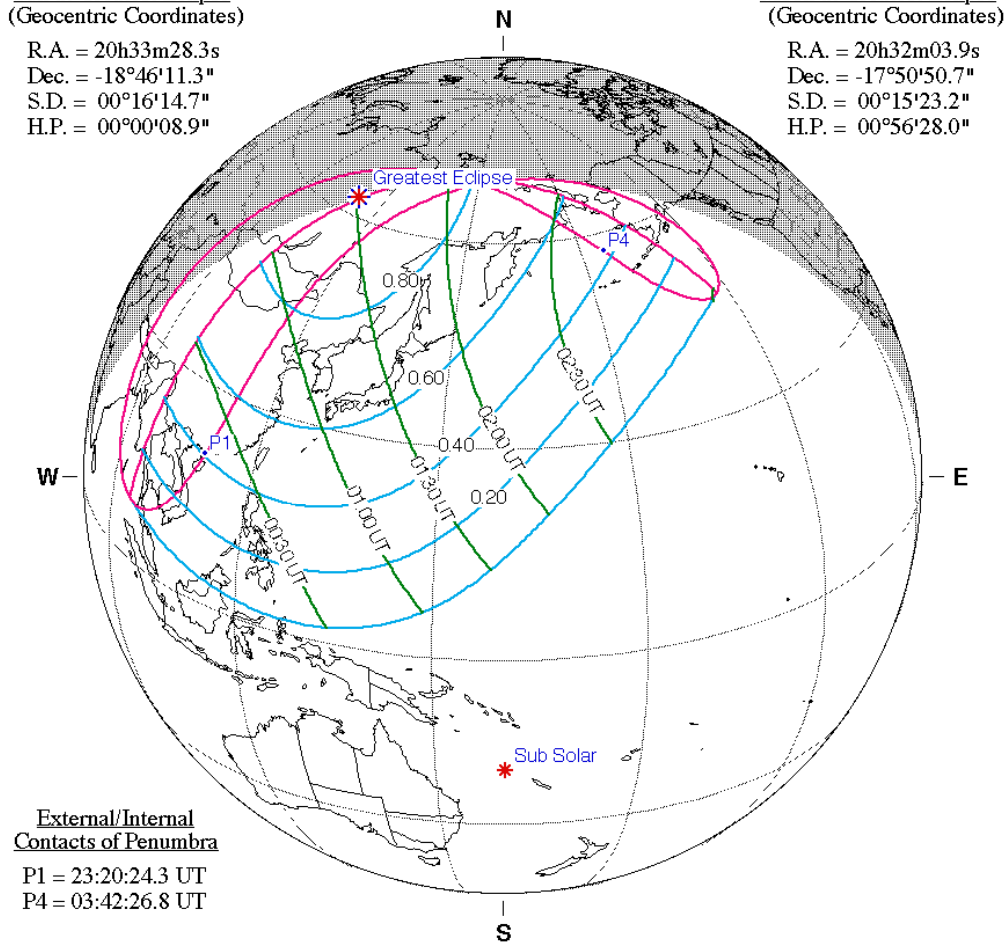 (Geocentric Coordinates)
R.A. = 20h33m28.3s
Dec. = -18°46'11.3"
S.D. = 00°16'14.7"
H.P. = 00°00'08.9"
N
(Geocentric Coordinates)
R.A. = 20h32m03.9s
Dec. = -17°50'50.7"
S.D. = 00°15'23.2"
H.P. = 00°56'28.0"
Greatest Eclipse
P4
0.80
0.60
02:30 UT
P1
0.40
02:00 UT
W
E
0.20
01:30 UT
01:00 UT
00:30 UT
Sub Solar
External/Internal
Contacts of Penumbra
P1 = 23:20:24.3 UT
P4 = 03:42:26.8 UT
S